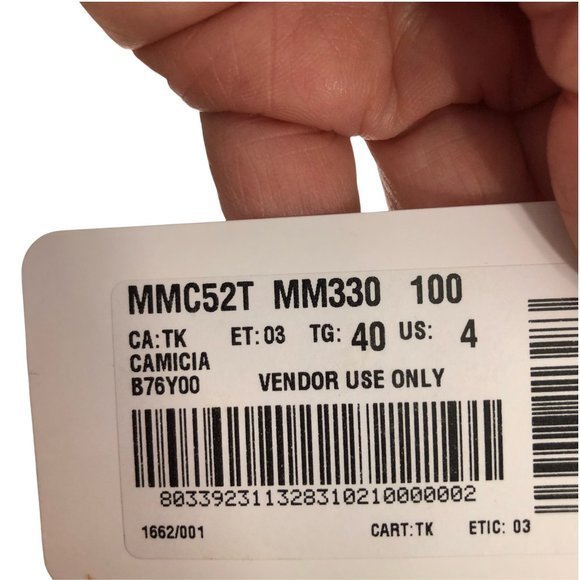 MMC52T MM330 100
CA:TK ET:03 TG: 40 US: 4
CAMICIA
B76Y00 VENDOR USE ONLY
803392311328310210000002
1662/001 CART:TK ETIC: 03